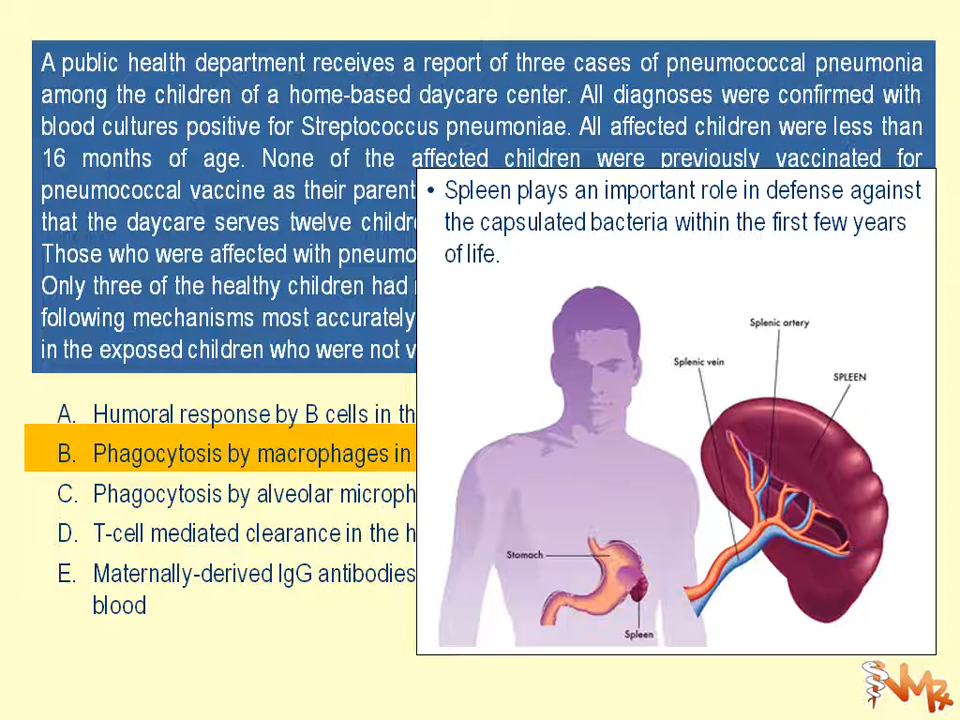 A public health department receives a report of three cases of pneumococcal pneumonia
among the children of a home-based daycare center. All diagnoses were confirmed with
blood cultures positive for Streptococcus pneumoniae. All affected children were less than
16 months of age. None of the affected children were previously vaccinated for
pneumococcal vaccine as their parent
that the daycare serves twelve childre
Those who were affected with pneumo
Only three of the healthy children had
following mechanisms most accurately
in the exposed children who were not v
• Spleen plays an important role in defense against
the capsulated bacteria within the first few years
of life.
Splenic artery
Splenic vein
SPLEEN
Stomach
Spleen
A. Humoral response by B cells in th
B. Phagocytosis by macrophages in
C. Phagocytosis by alveolar microph
D. T-cell mediated clearance in the h
E. Maternally-derived IgG antibodies
blood